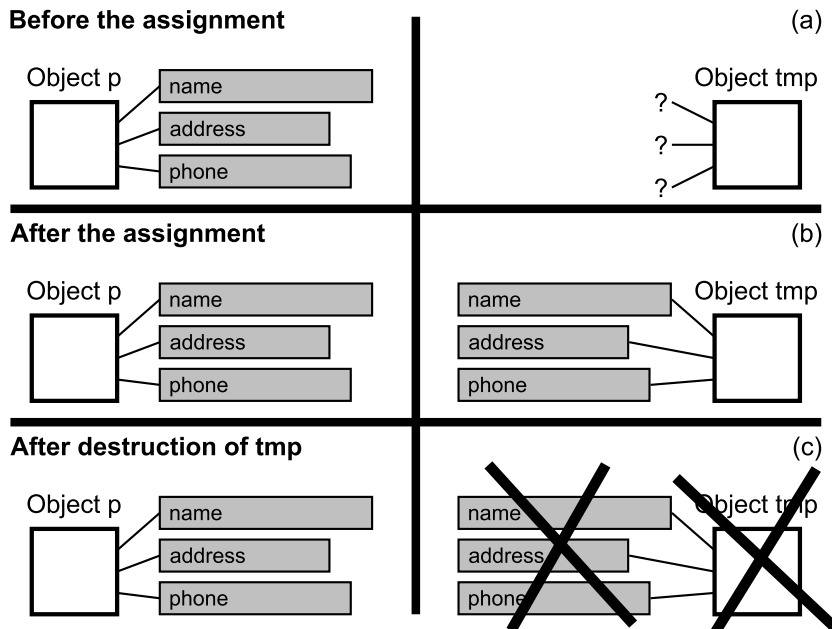 Before the assignment
(a)
Object p
name
address
phone
Object tmp
?
?
?
After the assignment
(b)
Object p
name
address
phone
name
address
phone
Object tmp
After destruction of tmp
(c)
Object p
name
address
phone
name
address
phone
Object tmp